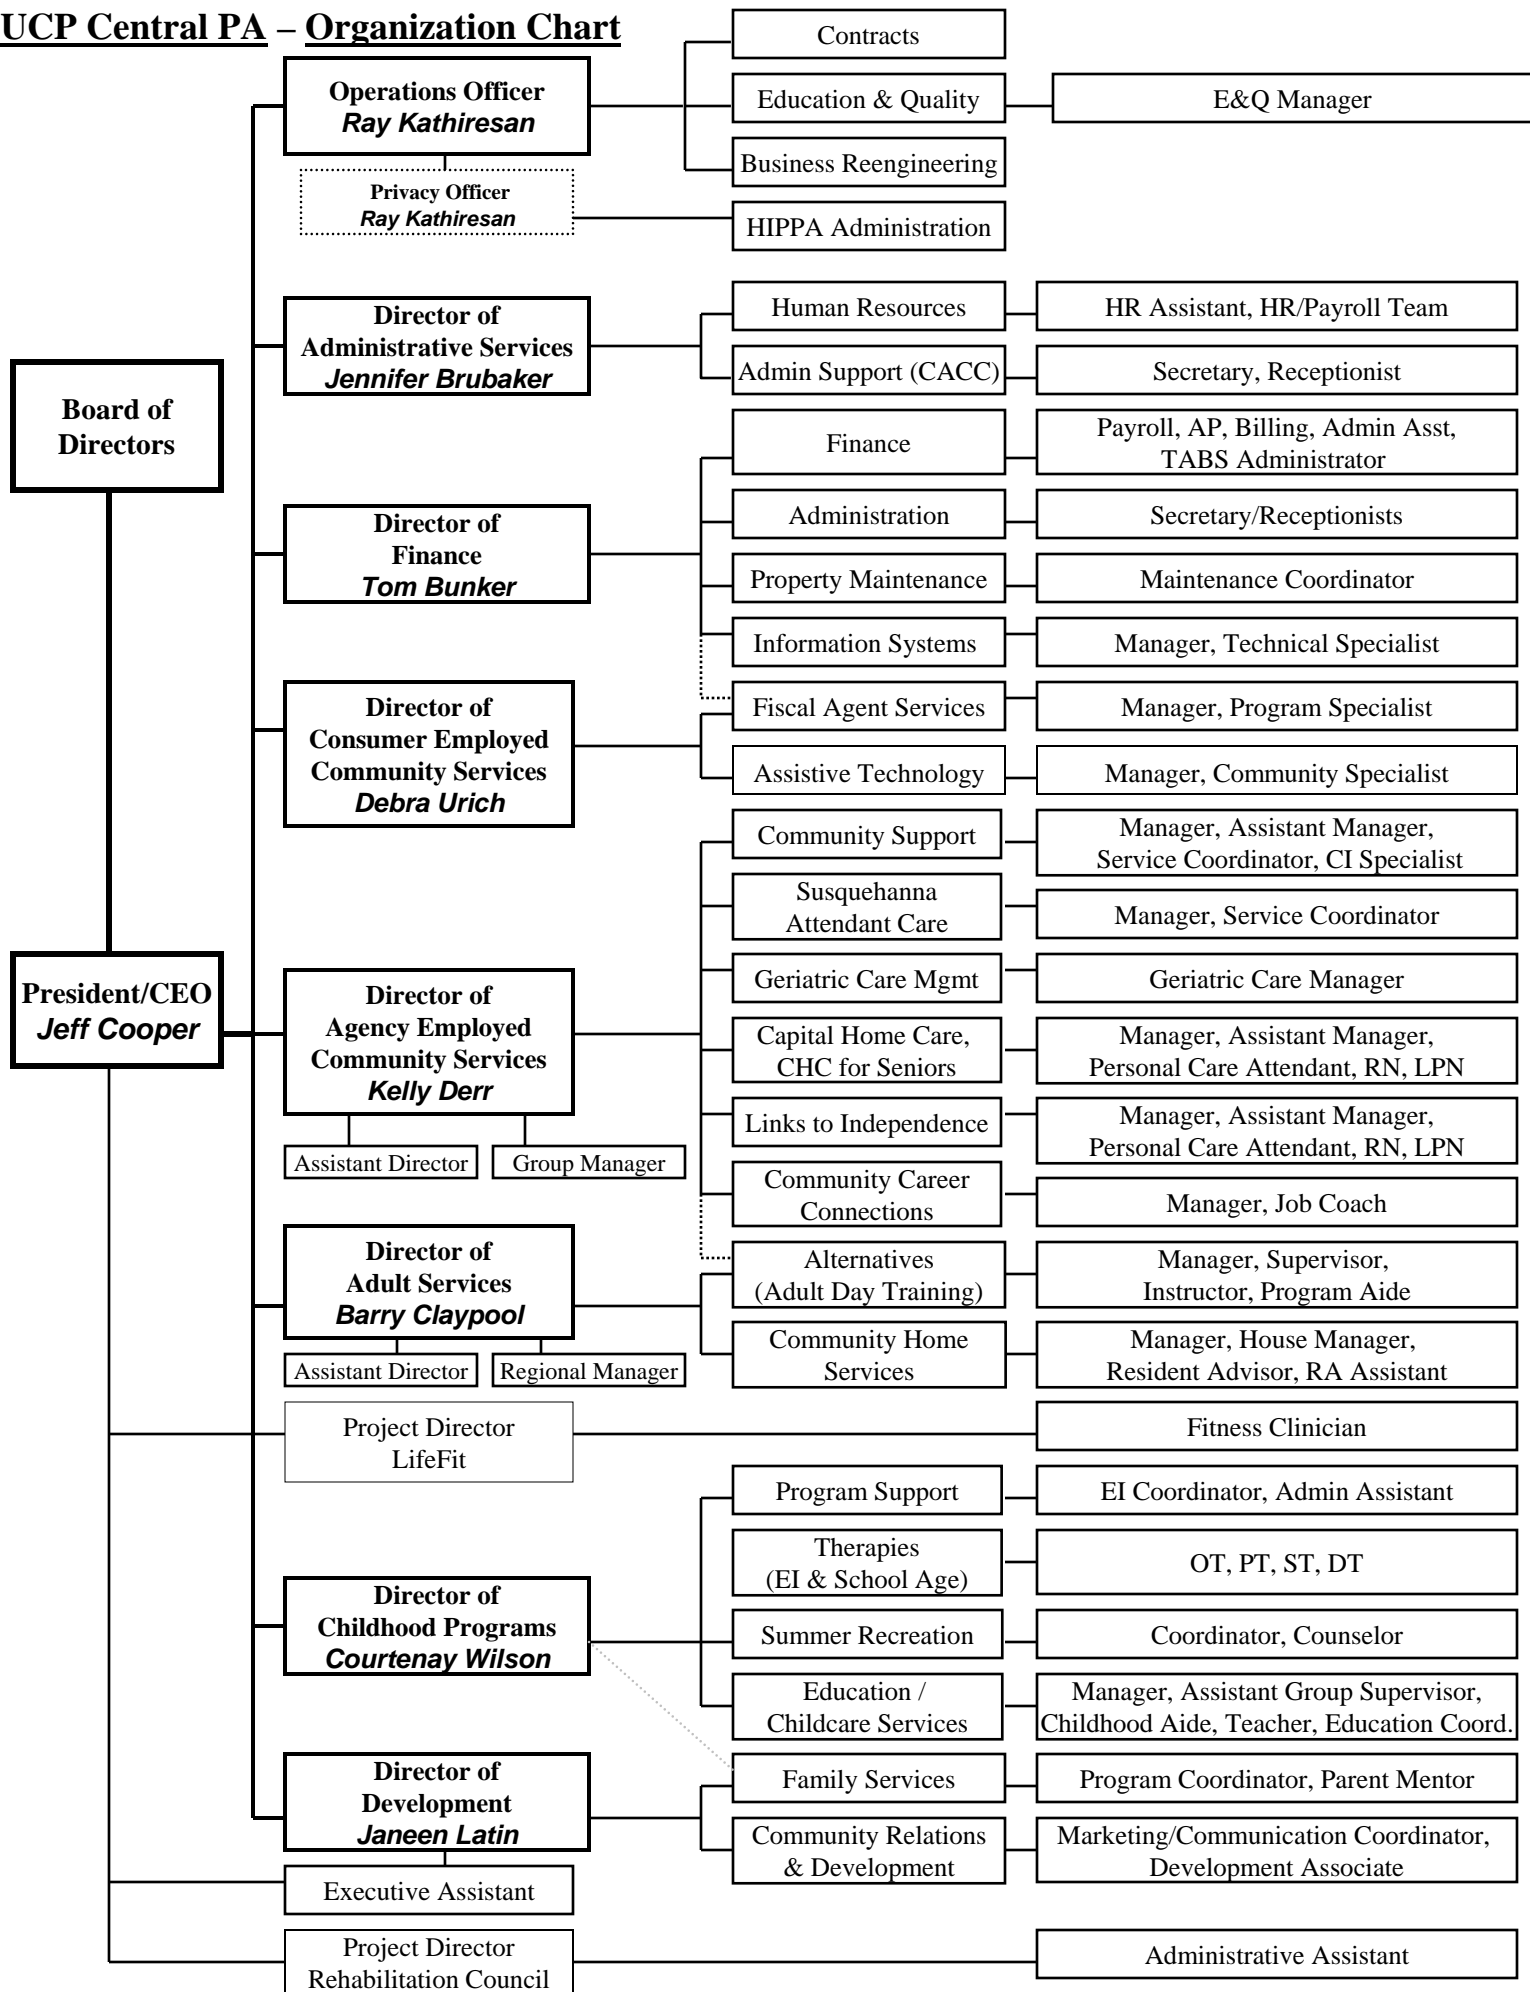 UCP Central PA – Organization Chart
Contracts
Operations Officer
Ray Kathiresan
Education & Quality
E&Q Manager
Business Reengineering
Privacy Officer
Ray Kathiresan
HIPPA Administration
Director of
Administrative Services
Jennifer Brubaker
Human Resources
HR Assistant, HR/Payroll Team
Admin Support (CACC)
Secretary, Receptionist
Board of
Directors
Finance
Payroll, AP, Billing, Admin Asst,
TABS Administrator
Director of
Finance
Tom Bunker
Administration
Secretary/Receptionists
Property Maintenance
Maintenance Coordinator
Information Systems
Manager, Technical Specialist
Director of
Consumer Employed
Community Services
Debra Urich
Fiscal Agent Services
Manager, Program Specialist
Assistive Technology
Manager, Community Specialist
Community Support
Manager, Assistant Manager,
Service Coordinator, CI Specialist
Susquehanna
Attendant Care
Manager, Service Coordinator
President/CEO
Jeff Cooper
Director of
Agency Employed
Community Services
Kelly Derr
Geriatric Care Mgmt
Geriatric Care Manager
Capital Home Care,
CHC for Seniors
Manager, Assistant Manager,
Personal Care Attendant, RN, LPN
Assistant Director
Group Manager
Links to Independence
Manager, Assistant Manager,
Personal Care Attendant, RN, LPN
Community Career
Connections
Manager, Job Coach
Director of
Adult Services
Barry Claypool
Alternatives
(Adult Day Training)
Manager, Supervisor,
Instructor, Program Aide
Assistant Director
Regional Manager
Community Home
Services
Manager, House Manager,
Resident Advisor, RA Assistant
Project Director
LifeFit
Fitness Clinician
Program Support
EI Coordinator, Admin Assistant
Therapies
(EI & School Age)
OT, PT, ST, DT
Director of
Childhood Programs
Courtenay Wilson
Summer Recreation
Coordinator, Counselor
Education /
Childcare Services
Manager, Assistant Group Supervisor,
Childhood Aide, Teacher, Education Coord.
Director of
Development
Janeen Latin
Family Services
Program Coordinator, Parent Mentor
Community Relations
& Development
Marketing/Communication Coordinator,
Development Associate
Executive Assistant
Project Director
Rehabilitation Council
Administrative Assistant